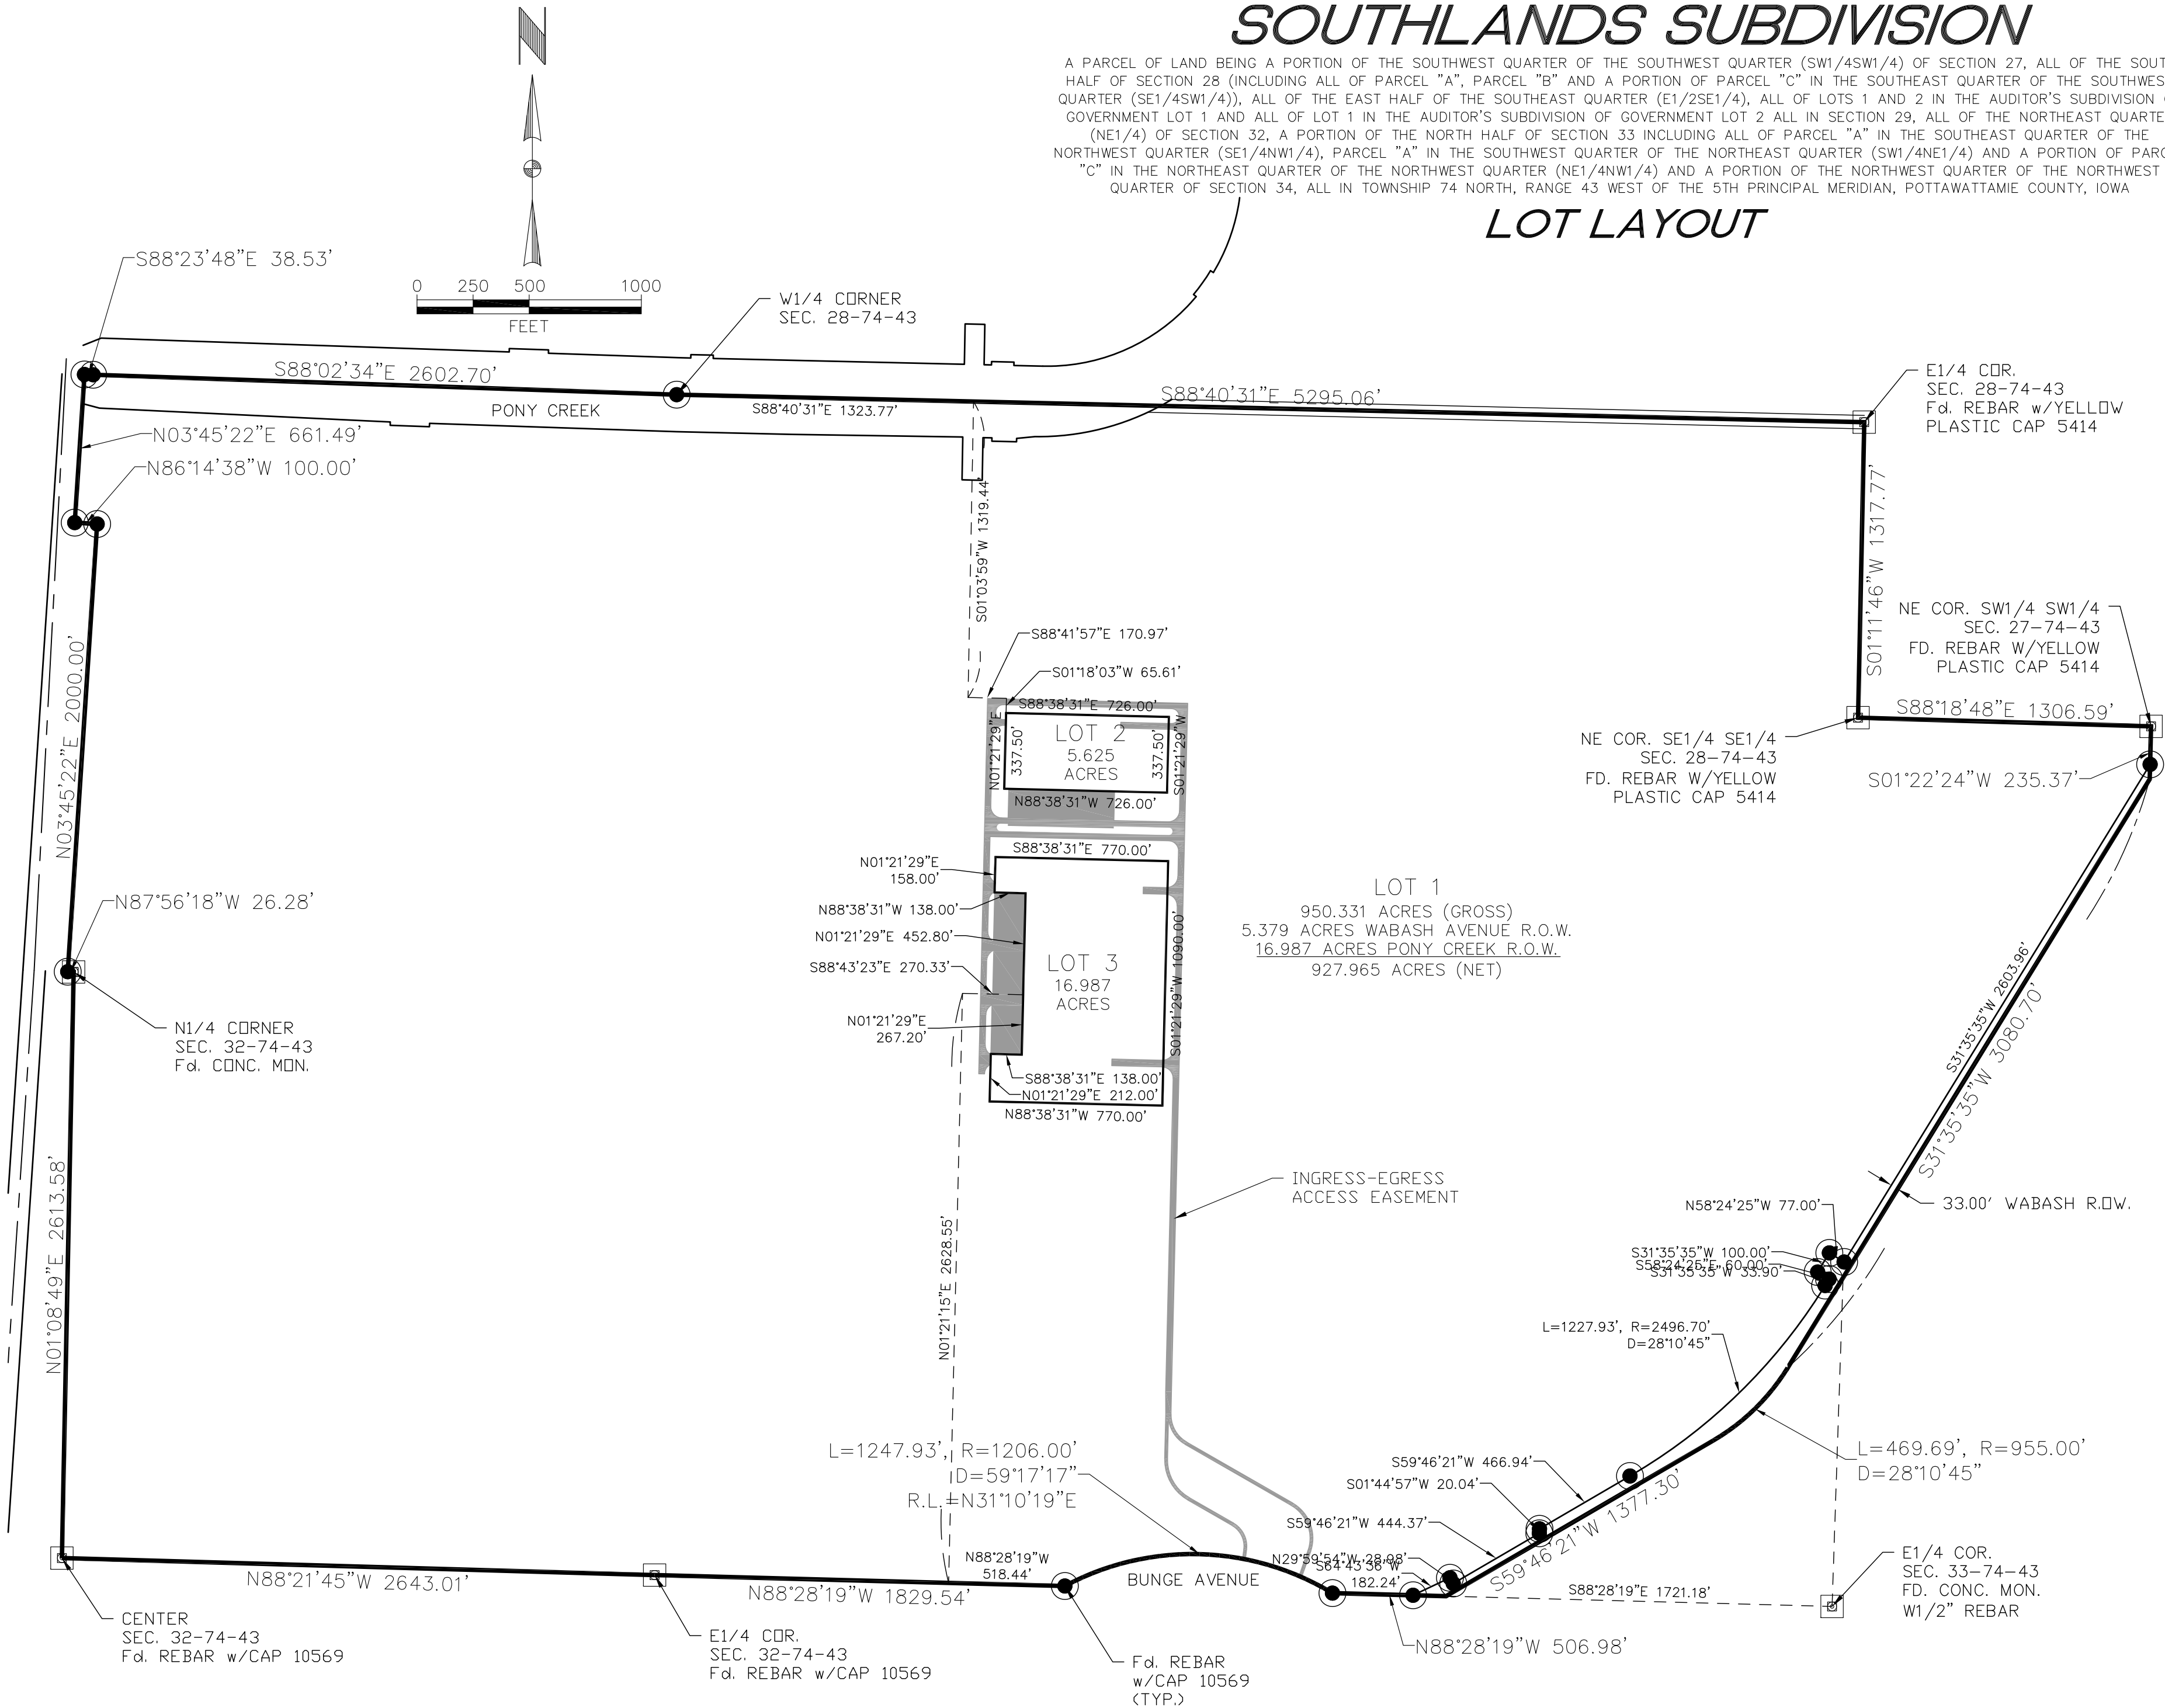 SOUTHLANDS SUBDIVISION
A PARCEL OF LAND BEING A PORTION OF THE SOUTHWEST QUARTER OF THE SOUTHWEST QUARTER (SW1/4SW1/4) OF SECTION 27, ALL OF THE SOUT
HALF OF SECTION 28 (INCLUDING ALL OF PARCEL "A", PARCEL "B" AND A PORTION OF PARCEL "C" IN THE SOUTHEAST QUARTER OF THE SOUTHWES
QUARTER (SE1/4SW1/4)), ALL OF THE EAST HALF OF THE SOUTHEAST QUARTER (E1/2SE1/4), ALL OF LOTS 1 AND 2 IN THE AUDITOR'S SUBDIVISION
GOVERNMENT LOT 1 AND ALL OF LOT 1 IN THE AUDITOR'S SUBDIVISION OF GOVERNMENT LOT 2 ALL IN SECTION 29, ALL OF THE NORTHEAST QUARTE
(NE1/4) OF SECTION 32, A PORTION OF THE NORTH HALF OF SECTION 33 INCLUDING ALL OF PARCEL "A" IN THE SOUTHEAST QUARTER OF THE
NORTHWEST QUARTER (SE1/4NW1/4), PARCEL "A" IN THE SOUTHWEST QUARTER OF THE NORTHEAST QUARTER (SW1/4NE1/4) AND A PORTION OF PARC
"C" IN THE NORTHEAST QUARTER OF THE NORTHWEST QUARTER (NE1/4NW1/4) AND A PORTION OF THE NORTHWEST QUARTER OF THE NORTHWEST
QUARTER OF SECTION 34, ALL IN TOWNSHIP 74 NORTH, RANGE 43 WEST OF THE 5TH PRINCIPAL MERIDIAN, POTTAWATTAMIE COUNTY, IOWA
LOT LAYOUT
N
0 250 500 1000
FEET
S88°23'48"E 38.53'
W1/4 CORNER
SEC. 28-74-43
S88°02'34"E 2602.70'
PONY CREEK
S88°40'31"E 1323.77'
S88°40'31"E 5295.06'
E1/4 COR.
SEC. 28-74-43
Fd. REBAR w/YELLOW
PLASTIC CAP 5414
N03°45'22"E 661.49'
N86°14'38"W 100.00'
S01°03'59"W 1319.44'
S01°11'46"W 1317.77'
NE COR. SW1/4 SW1/4
SEC. 27-74-43
FD. REBAR W/YELLOW
PLASTIC CAP 5414
S88°18'48"E 1306.59'
NE COR. SE1/4 SE1/4
SEC. 28-74-43
FD. REBAR W/YELLOW
PLASTIC CAP 5414
S01°22'24"W 235.37'
N03°45'22"E 2000.00'
S88°41'57"E 170.97'
S01°18'03"W 65.61'
S88°38'31"E 726.00'
N01°21'29"E
337.50'
LOT 2
5.625
ACRES
337.50'
S01°21'29"W
N88°38'31"W 726.00'
S88°38'31"E 770.00'
N01°21'29"E
158.00'
N88°38'31"W 138.00'
N01°21'29"E 452.80'
S88°43'23"E 270.33'
N01°21'29"E
267.20'
LOT 3
16.987
ACRES
S01°21'29"W 1090.00'
S88°38'31"E 138.00'
N01°21'29"E 212.00'
N88°38'31"W 770.00'
LOT 1
950.331 ACRES (GROSS)
5.379 ACRES WABASH AVENUE R.O.W.
16.987 ACRES PONY CREEK R.O.W.
927.965 ACRES (NET)
N87°56'18"W 26.28'
N1/4 CORNER
SEC. 32-74-43
Fd. CONC. MON.
S31°35'35"W 2603.96'
S31°35'35"W 3080.70'
33.00' WABASH R.O.W.
INGRESS-EGRESS
ACCESS EASEMENT
N58°24'25"W 77.00'
S31°35'35"W 100.00'
S58°24'25"E 60.00'
S31°35'35"W 33.90'
N01°08'49"E 2613.58'
N01°21'15"E 2628.55'
L=1227.93', R=2496.70'
D=28°10'45"
L=1247.93', R=1206.00'
D=59°17'17"
R.L.=N31°10'19"E
S59°46'21"W 466.94'
S01°44'57"W 20.04'
L=469.69', R=955.00'
D=28°10'45"
S59°46'21"W 444.37'
S59°46'21"W 1377.30'
N29°59'54"W 28.98'
S64°43'36"W
182.24'
N88°28'19"W
518.44'
BUNGE AVENUE
S88°28'19"E 1721.18'
N88°21'45"W 2643.01'
N88°28'19"W 1829.54'
N88°28'19"W 506.98'
E1/4 COR.
SEC. 33-74-43
FD. CONC. MON.
W1/2" REBAR
CENTER
SEC. 32-74-43
Fd. REBAR w/CAP 10569
E1/4 COR.
SEC. 32-74-43
Fd. REBAR w/CAP 10569
Fd. REBAR
w/CAP 10569
(TYP.)